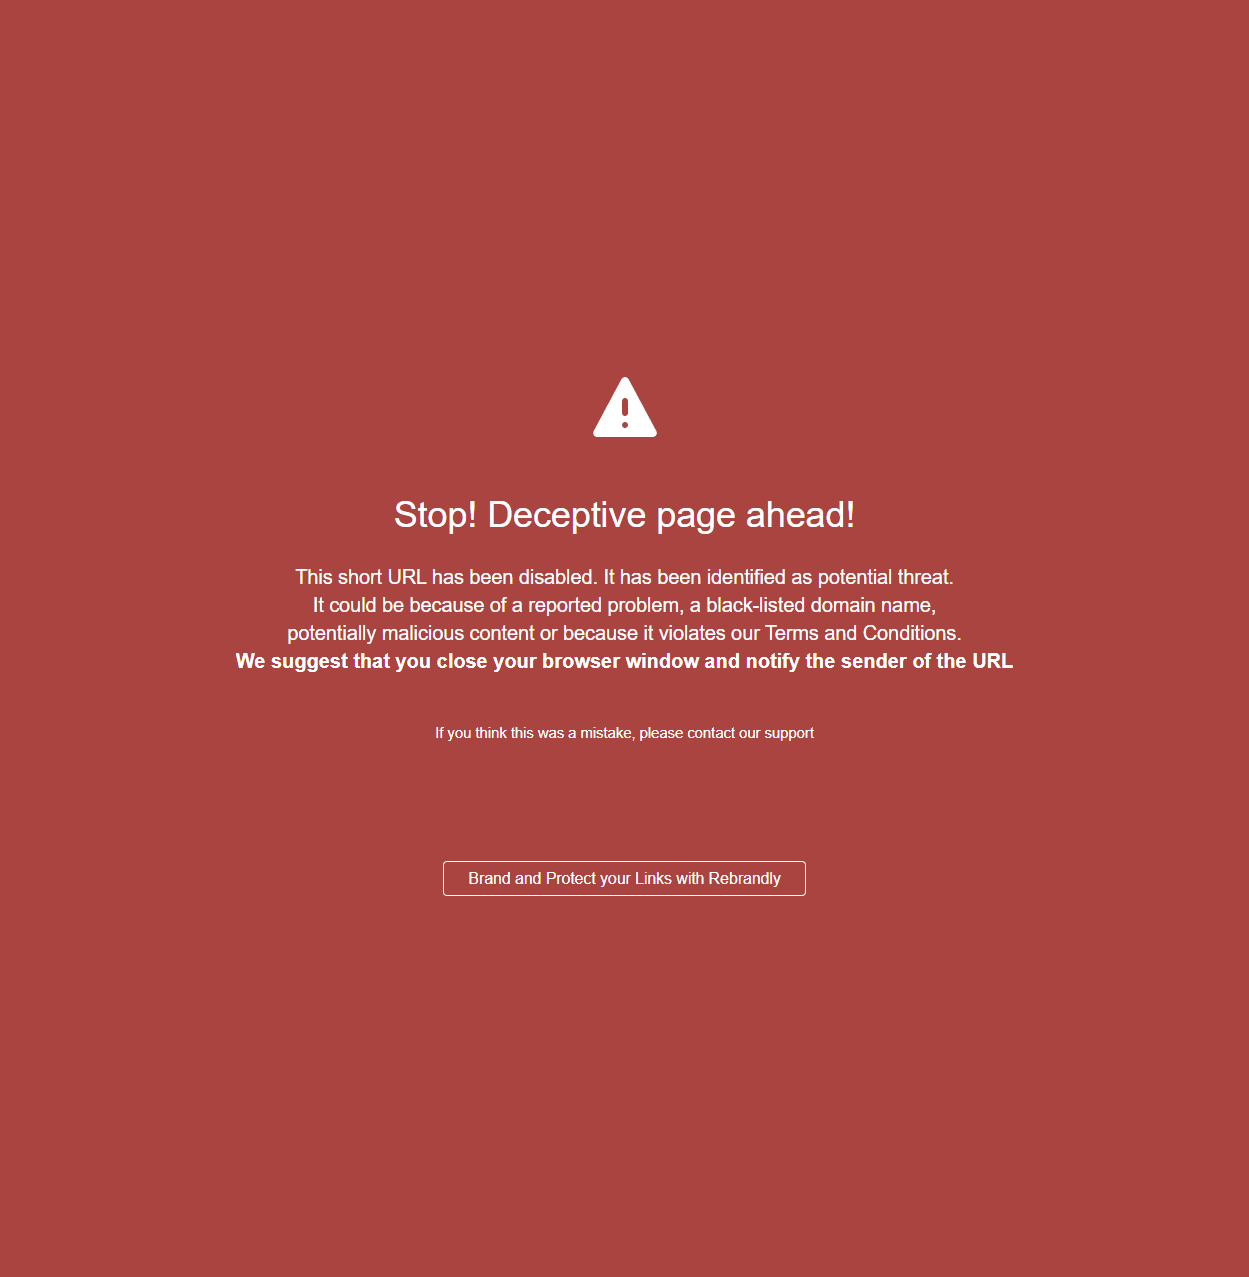 Stop! Deceptive page ahead!
This short URL has been disabled. It has been identified as potential threat.
It could be because of a reported problem, a black-listed domain name,
potentially malicious content or because it violates our Terms and Conditions.
We suggest that you close your browser window and notify the sender of the URL
If you think this was a mistake, please contact our support
Brand and Protect your Links with Rebrandly